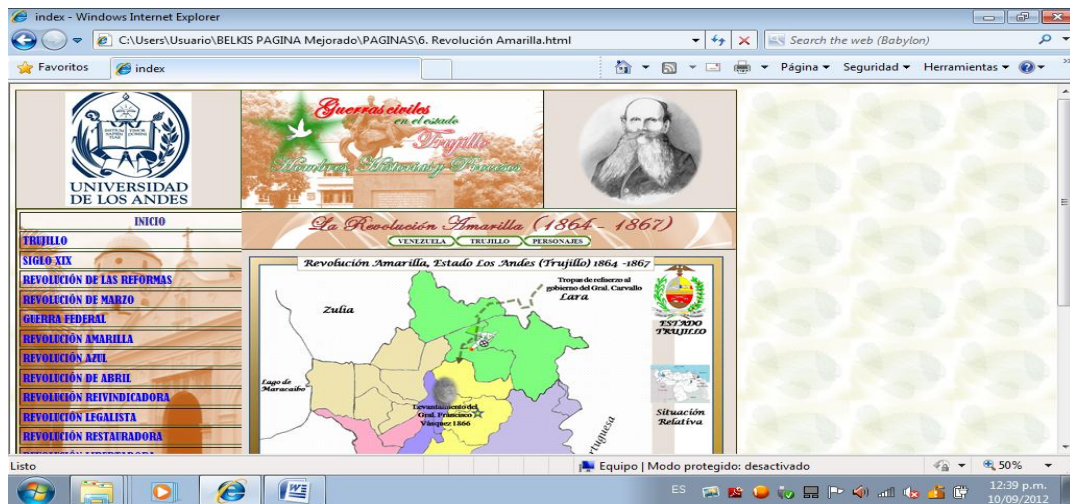 index - Windows Internet Explorer
C:\Users\Usuario\BELKIS PAGINA Mejorado\PAGINAS\6. Revolución Amarilla.html
Search the web (Babylon)
Favoritos
index
Página
Seguridad
Herramientas
UNIVERSIDAD
DE LOS ANDES
Guerras civiles
en el estado
Trujillo
Hombres, Historias y Procesos
INICIO
TRUJILLO
SIGLO XIX
REVOLUCIÓN DE LAS REFORMAS
REVOLUCIÓN DE MARZO
GUERRA FEDERAL
REVOLUCIÓN AMARILLA
REVOLUCIÓN AZUL
REVOLUCIÓN DE ABRIL
REVOLUCIÓN REIVINDICADORA
REVOLUCIÓN LEGALISTA
REVOLUCIÓN RESTAURADORA
La Revolución Amarilla (1864 - 1867)
VENEZUELA
TRUJILLO
PERSONAJES
Revolución Amarilla, Estado Los Andes (Trujillo) 1864 -1867
Tropas de refuerzo al
gobierno del Gral. Carvallo
Lara
Zulia
Lago de
Maracaibo
Levantamiento del
Gral. Francisco
Vásquez 1866
Portuguesa
ESTADO
TRUJILLO
Situación
Relativa
Listo
Equipo | Modo protegido: desactivado
50%
ES
12:39 p.m.
10/09/2012